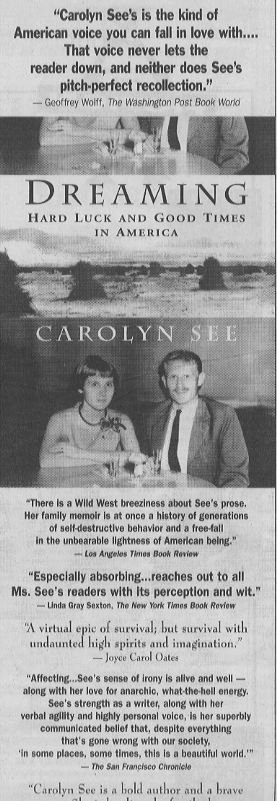 “Carolyn See’s is the kind of
American voice you can fall in love with....
That voice never lets the
reader down, and neither does See’s
pitch-perfect recollection.”
— Geoffrey Wolff, The Washington Post Book World
DREAMING
HARD LUCK AND GOOD TIMES
IN AMERICA
CAROLYN SEE
“There is a Wild West breeziness about See’s prose.
Her family memoir is at once a history of generations
of self-destructive behavior and a free-fall
in the unbearable lightness of American being.”
— Los Angeles Times Book Review
“Especially absorbing...reaches out to all
Ms. See’s readers with its perception and wit.”
— Linda Gray Sexton, The New York Times Book Review
“A virtual epic of survival; but survival with
undaunted high spirits and imagination.”
— Joyce Carol Oates
“Affecting...See’s sense of irony is alive and well —
along with her love for anarchic, what-the-hell energy.
See’s strength as a writer, along with her
verbal agility and highly personal voice, is her superbly
communicated belief that, despite everything
that’s gone wrong with our society,
‘in some places, some times, this is a beautiful world.’”
— The San Francisco Chronicle
“Carolyn See is a bold author and a brave